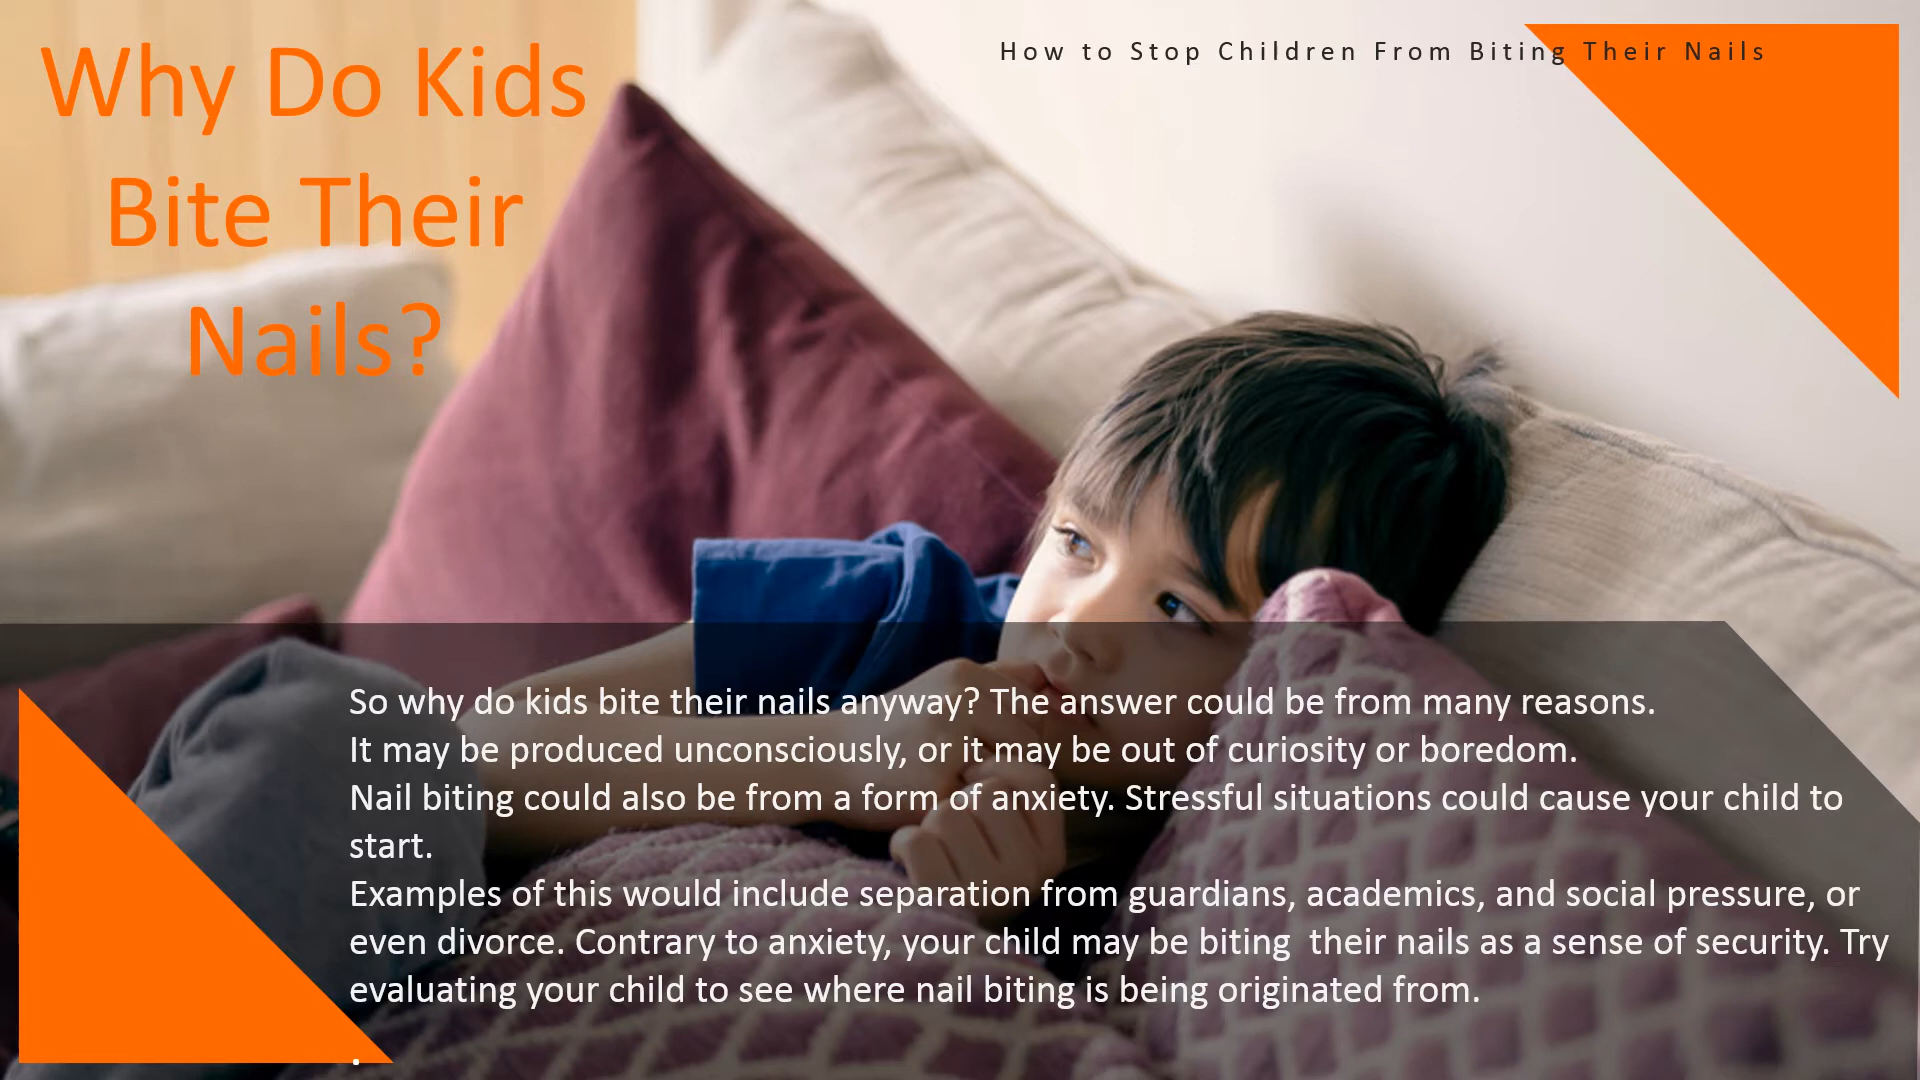 How to Stop Children From Biting Their Nails
Why Do Kids
Bite Their
Nails?
So why do kids bite their nails anyway? The answer could be from many reasons.
It may be produced unconsciously, or it may be out of curiosity or boredom.
Nail biting could also be from a form of anxiety. Stressful situations could cause your child to
start.
Examples of this would include separation from guardians, academics, and social pressure, or
even divorce. Contrary to anxiety, your child may be biting  their nails as a sense of security. Try
evaluating your child to see where nail biting is being originated from.
.